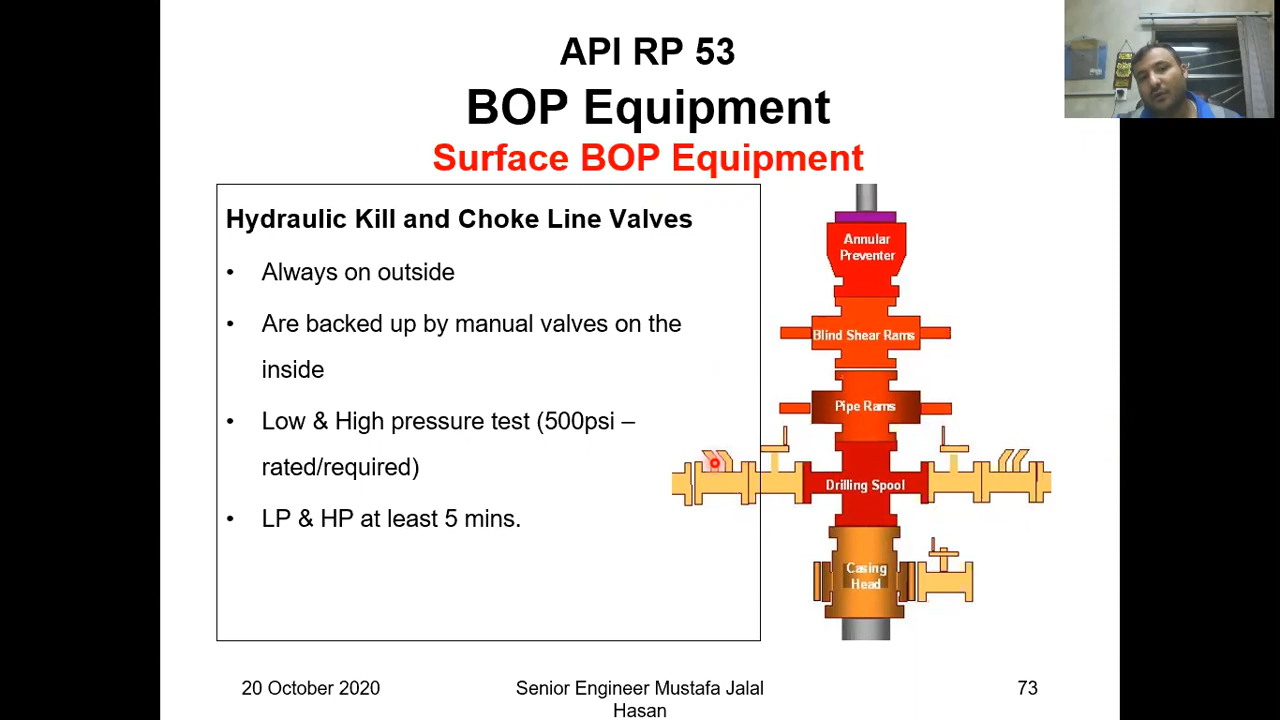 API RP 53
BOP Equipment
Surface BOP Equipment
Hydraulic Kill and Choke Line Valves
• Always on outside
• Are backed up by manual valves on the
inside
• Low & High pressure test (500psi –
rated/required)
• LP & HP at least 5 mins.
Annular
Preventer
Blind Shear Rams
Pipe Rams
Drilling Spool
Casing
Head
20 October 2020
Senior Engineer Mustafa Jalal
Hasan
73